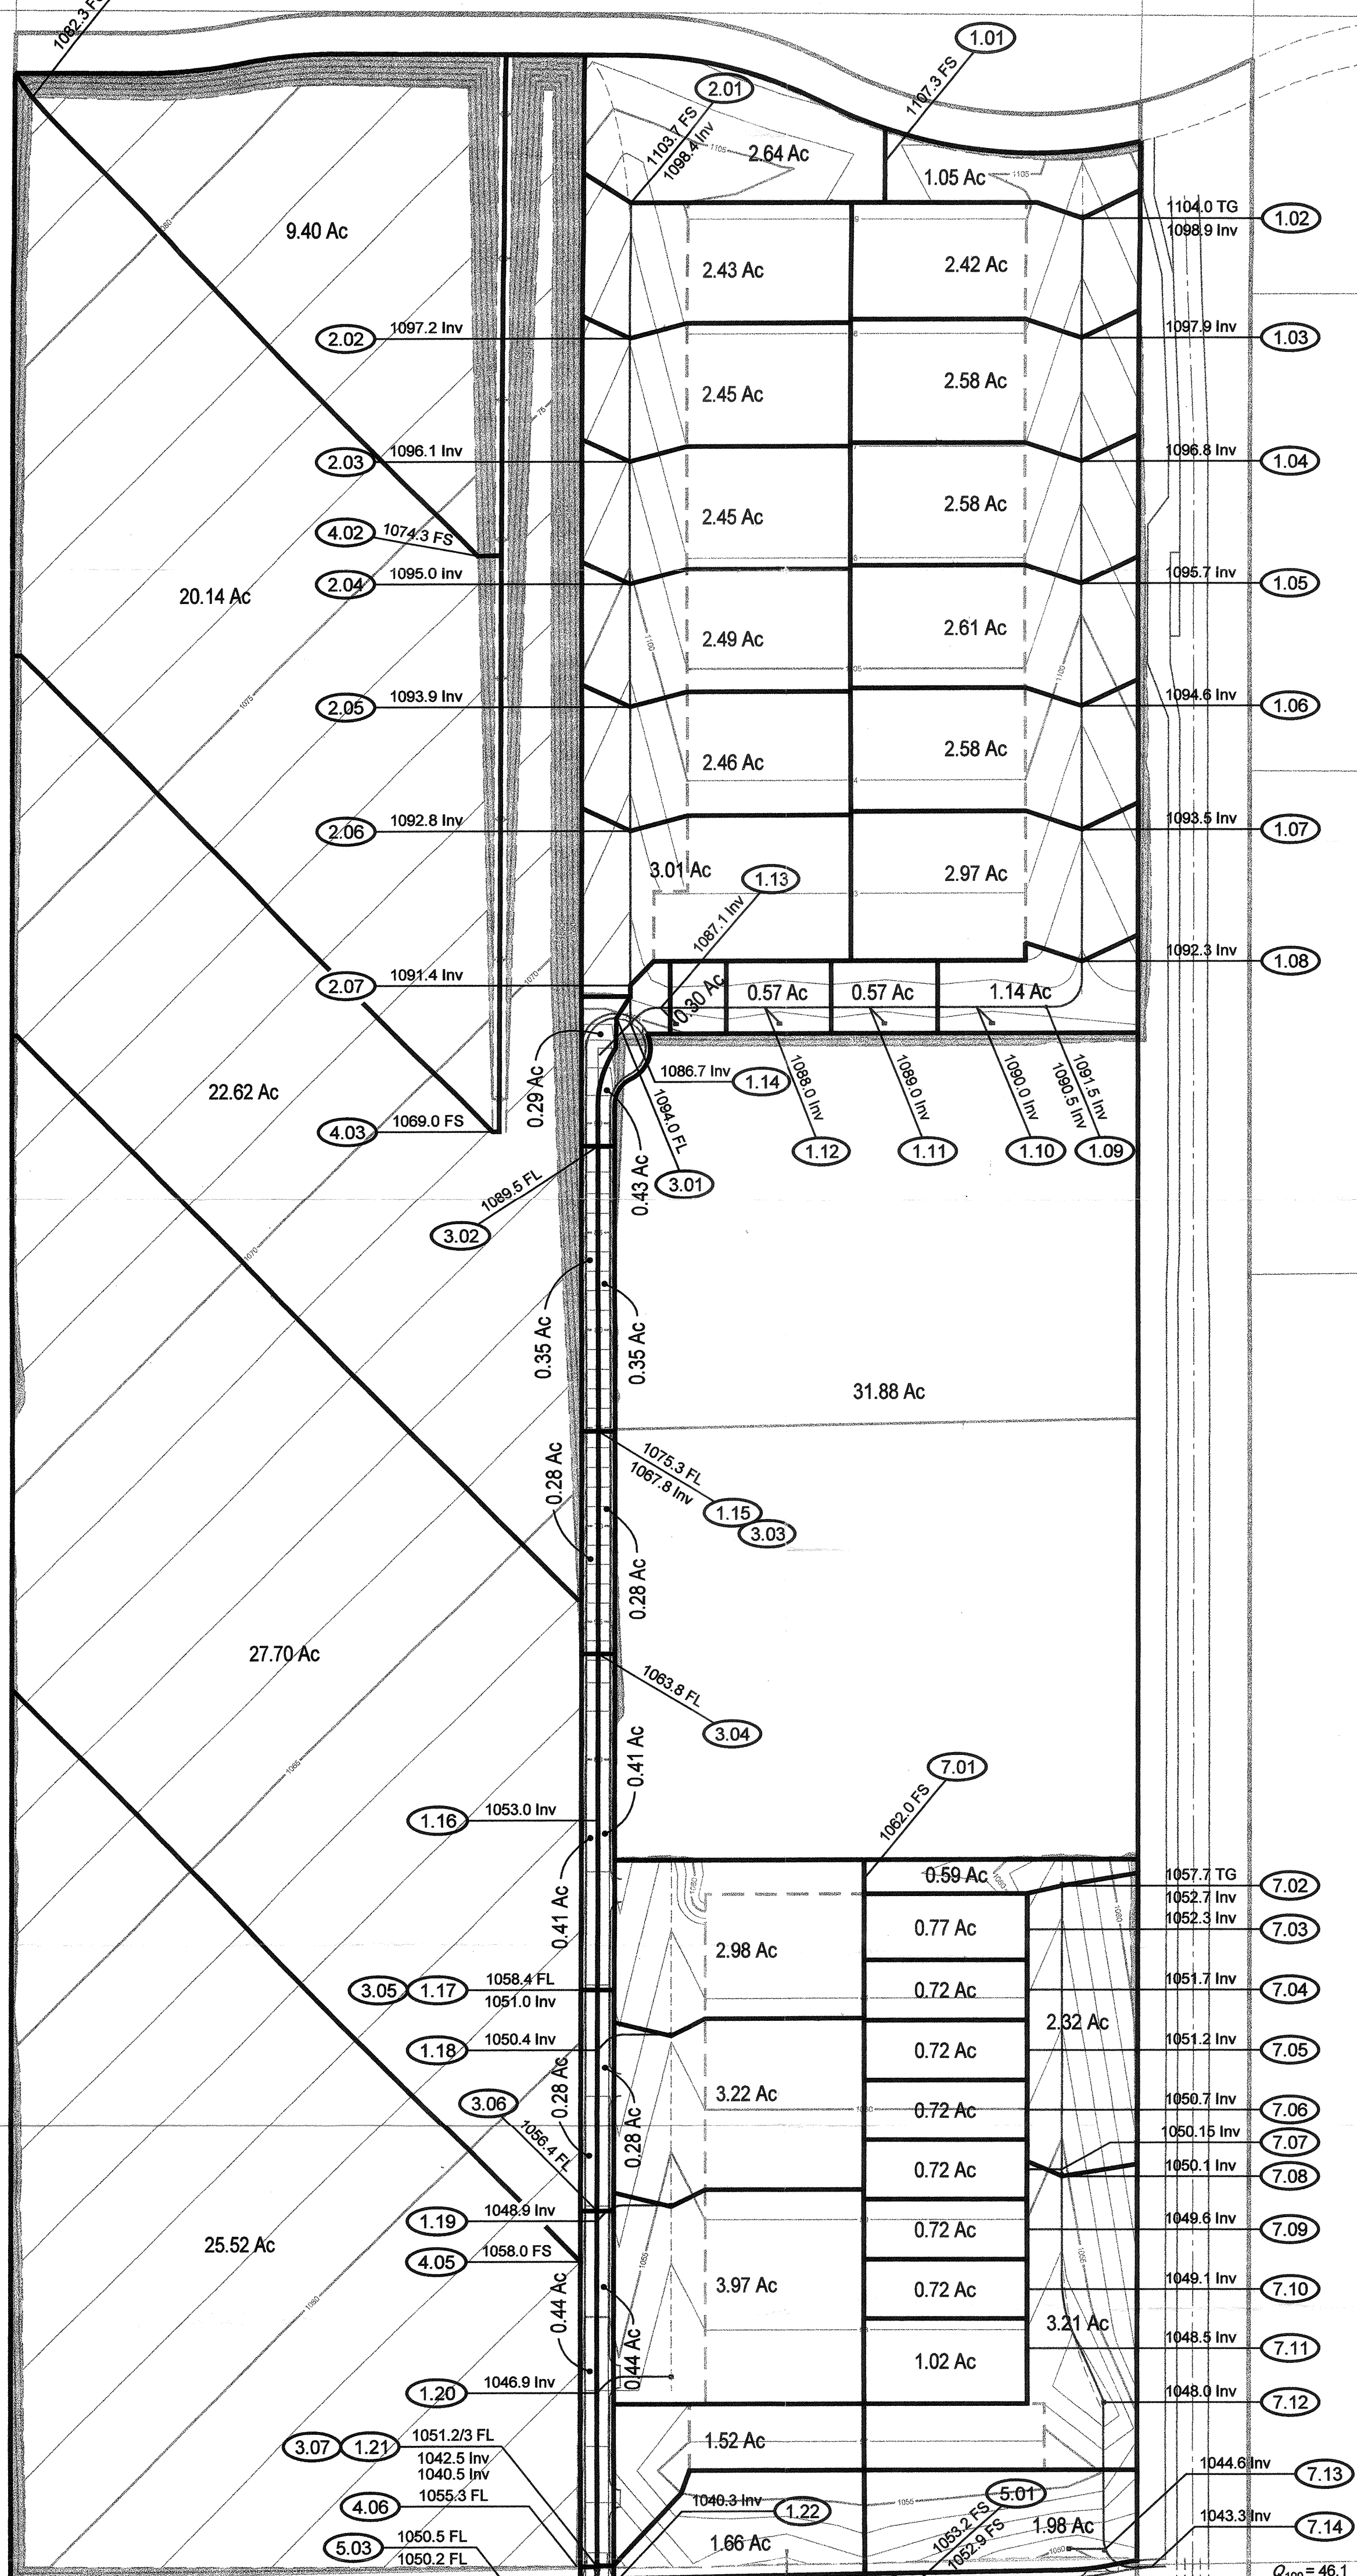 1082.3 FS
1.01
1107.3 FS
2.01
1103.7 FS
1098.4 Inv
1105
2.64 Ac
1.05 Ac
1105
1104.0 TG
1098.9 Inv
1.02
9.40 Ac
1080
2.43 Ac
2.42 Ac
2.02
1097.2 Inv
1097.9 Inv
1.03
75
2.45 Ac
2.58 Ac
2.03
1096.1 Inv
1096.8 Inv
1.04
2.45 Ac
2.58 Ac
4.02
1074.3 FS
2.04
1095.0 Inv
1095.7 Inv
1.05
20.14 Ac
2.49 Ac
2.61 Ac
1100
1105
1100
1075
2.05
1093.9 Inv
1094.6 Inv
1.06
2.46 Ac
2.58 Ac
2.06
1092.8 Inv
1093.5 Inv
1.07
3.01 Ac
1.13
2.97 Ac
1087.1 Inv
2.07
1091.4 Inv
1070
1092.3 Inv
1.08
0.30 Ac
0.57 Ac
0.57 Ac
1.14 Ac
22.62 Ac
0.29 Ac
1086.7 Inv
1.14
1088.0 Inv
1089.0 Inv
1090.0 Inv
1091.5 Inv
1090.5 Inv
4.03
1069.0 FS
1094.0 FL
1.12
1.11
1.10
1.09
0.43 Ac
3.01
1089.5 FL
3.02
1070
0.35 Ac
0.35 Ac
31.88 Ac
0.28 Ac
1075.3 FL
1067.8 Inv
1.15
3.03
0.28 Ac
27.70 Ac
1063.8 FL
3.04
0.41 Ac
1065
7.01
1062.0 FS
1.16
1053.0 Inv
0.41 Ac
1060
0.59 Ac
1060
1060
1057.7 TG
1052.7 Inv
7.02
0.77 Ac
1052.3 Inv
7.03
2.98 Ac
3.05
1.17
1058.4 FL
1051.0 Inv
0.72 Ac
1051.7 Inv
7.04
2.32 Ac
1.18
1050.4 Inv
0.72 Ac
1051.2 Inv
7.05
0.28 Ac
0.28 Ac
3.22 Ac
3.06
1056.4 FL
1060
0.72 Ac
1050.7 Inv
7.06
1050.15 Inv
7.07
0.72 Ac
1050.1 Inv
7.08
1.19
1048.9 Inv
0.72 Ac
1049.6 Inv
7.09
25.52 Ac
4.05
1058.0 FS
1055
1055
3.97 Ac
0.72 Ac
1049.1 Inv
7.10
1060
0.44 Ac
0.44 Ac
3.21 Ac
1048.5 Inv
7.11
1.02 Ac
1.20
1046.9 Inv
1048.0 Inv
7.12
3.07
1.21
1051.2/3 FL
1042.5 Inv
1040.5 Inv
1.52 Ac
1044.6 Inv
7.13
4.06
1055.3 FL
1040.3 Inv
1.22
1055
5.01
1053.2 FS
1052.9 FS
1.98 Ac
1043.3 Inv
7.14
5.03
1050.5 FL
1050.2 FL
1.66 Ac
1060
Q100 = 46.1